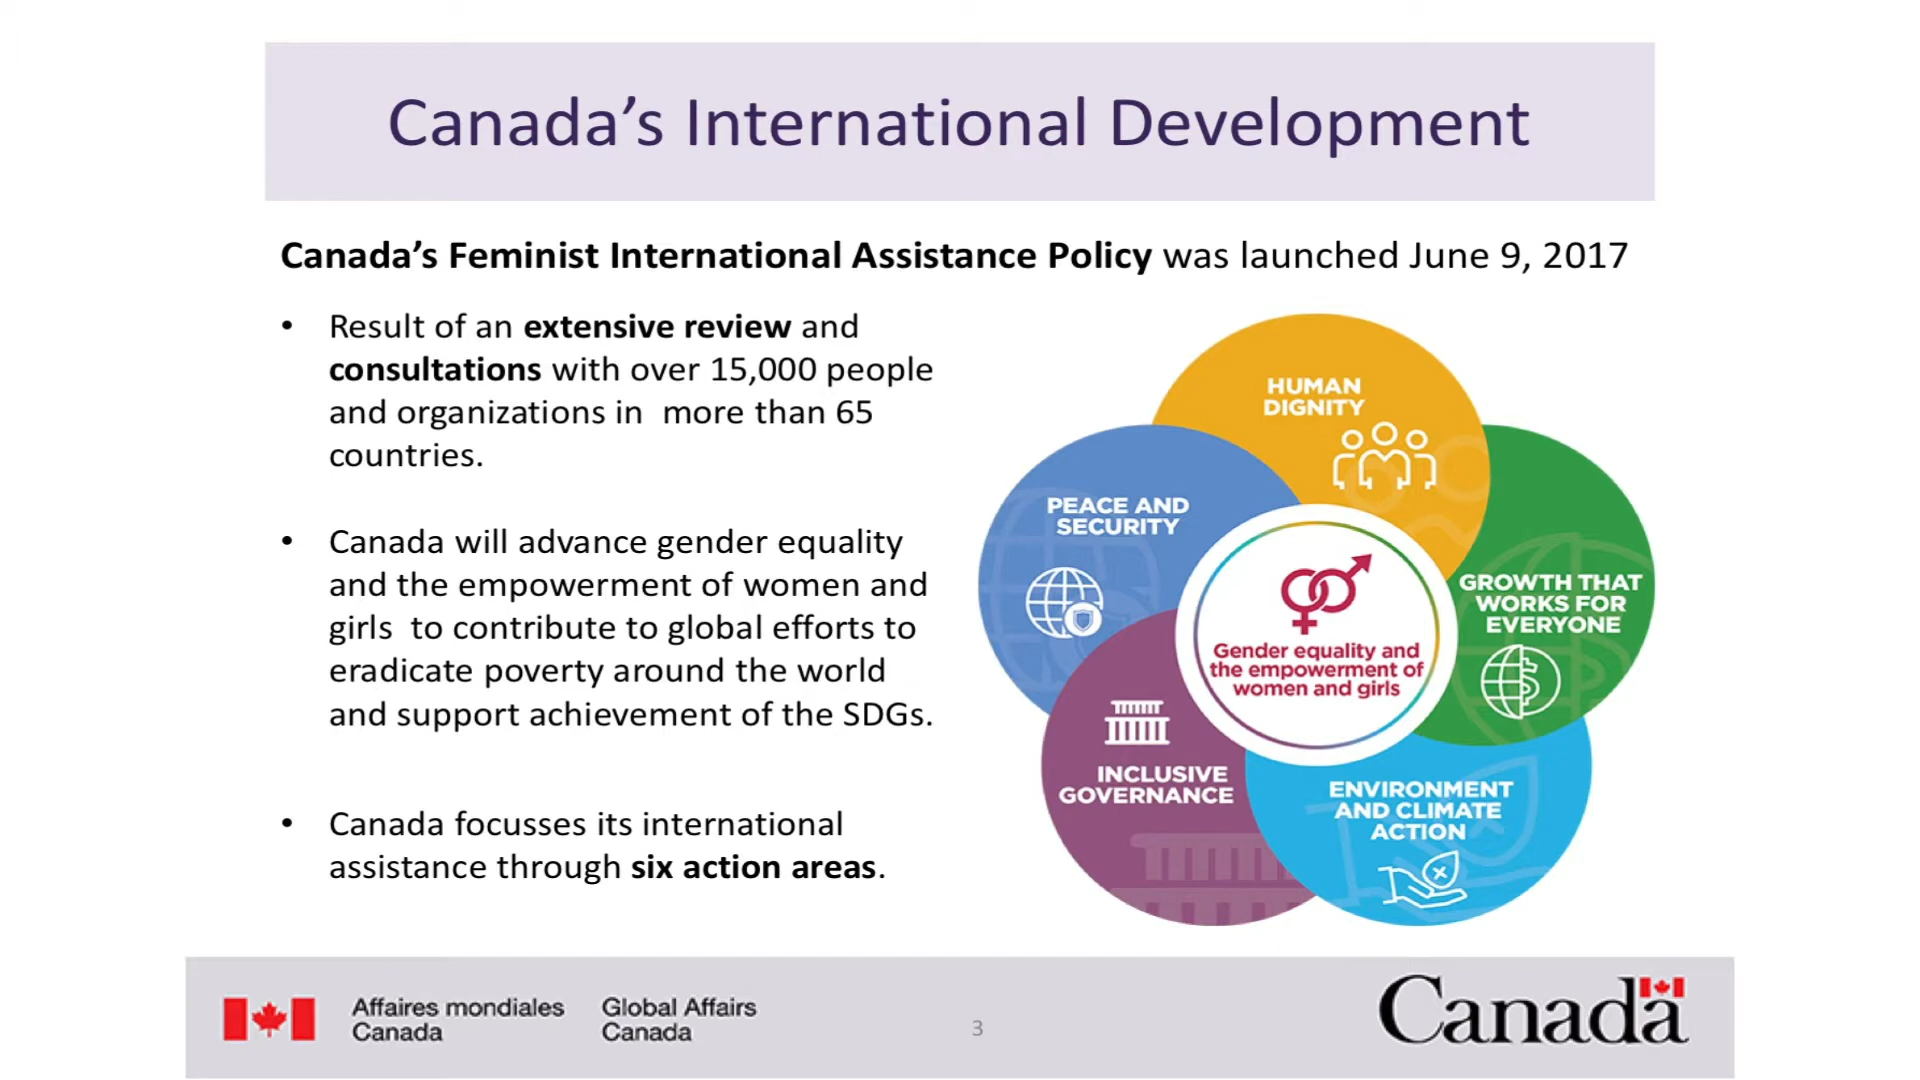 Canada’s International Development
Canada’s Feminist International Assistance Policy was launched June 9, 2017
• Result of an extensive review and
consultations with over 15,000 people
and organizations in  more than 65
countries.
• Canada will advance gender equality
and the empowerment of women and
girls  to contribute to global efforts to
eradicate poverty around the world
and support achievement of the SDGs.
• Canada focusses its international
assistance through six action areas.
HUMAN
DIGNITY
PEACE AND
SECURITY
GROWTH THAT
WORKS FOR
EVERYONE
Gender equality and
the empowerment of
women and girls
INCLUSIVE
GOVERNANCE
ENVIRONMENT
AND CLIMATE
ACTION
Affaires mondiales
Canada
Global Affairs
Canada
3
Canada